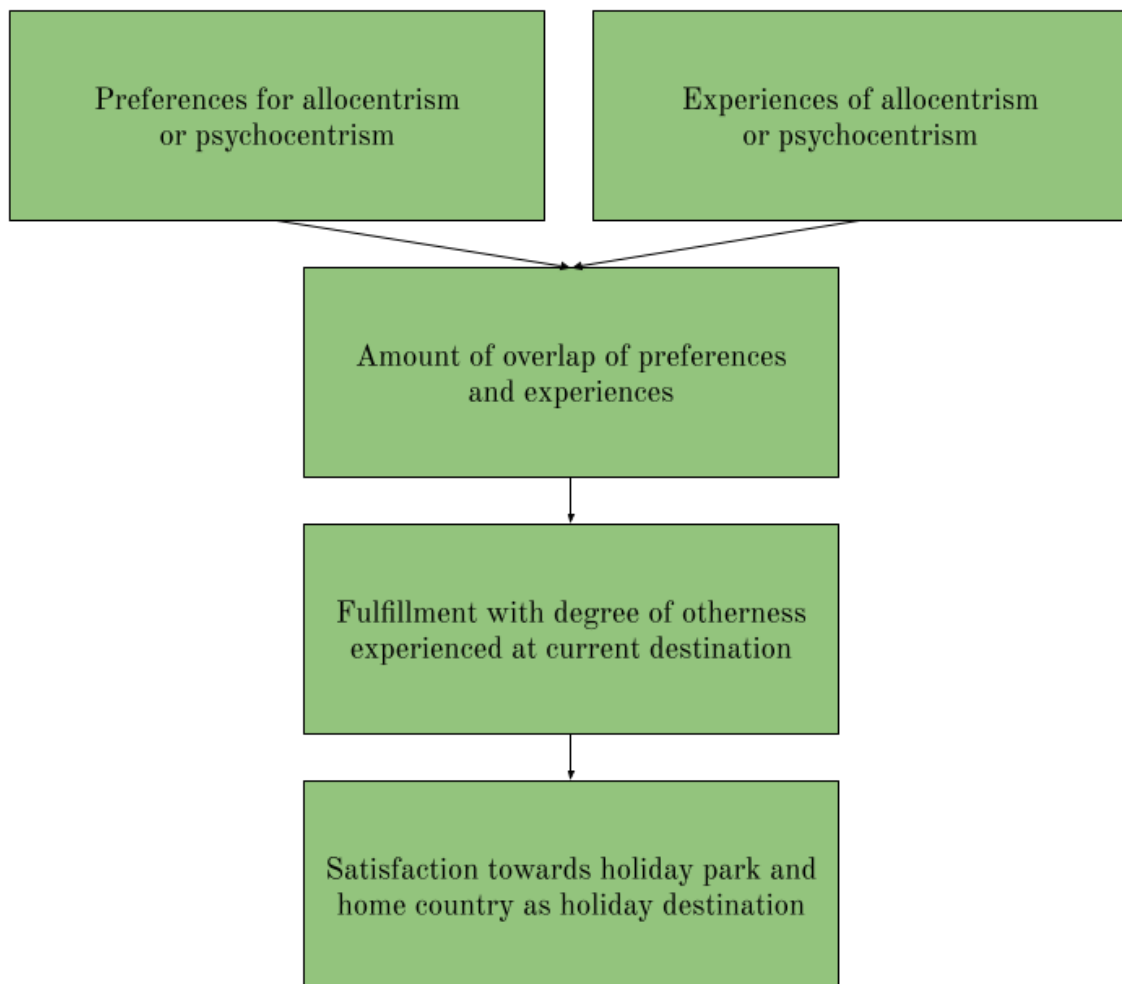 Preferences for allocentrism
or psychocentrism
Experiences of allocentrism
or psychocentrism
Amount of overlap of preferences
and experiences
Fulfillment with degree of otherness
experienced at current destination
Satisfaction towards holiday park and
home country as holiday destination